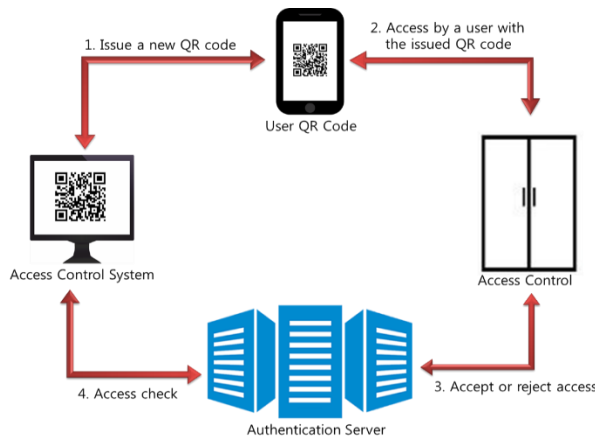 1. Issue a new QR code
2. Access by a user with
the issued QR code
User QR Code
Access Control System
Access Control
4. Access check
3. Accept or reject access
Authentication Server